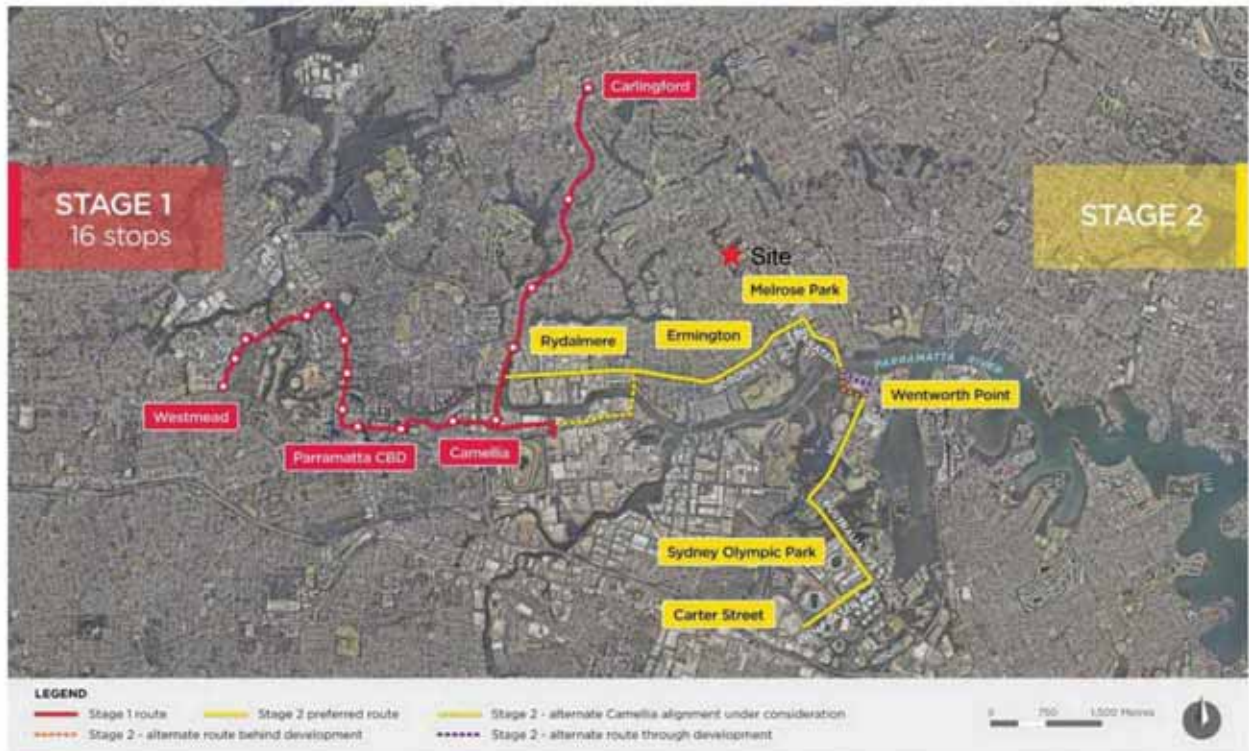 Carlingford
STAGE 1
16 stops
STAGE 2
Site
Melrose Park
Rydalmere
Ermington
PARRAMATTA RIVER
Wentworth Point
Westmead
Parramatta CBD
Camellia
Sydney Olympic Park
Carter Street
LEGEND
Stage 1 route
Stage 2 preferred route
Stage 2 - alternate Camellia alignment under consideration
Stage 2 - alternate route behind development
Stage 2 - alternate route through development
0 750 1,500 Metres